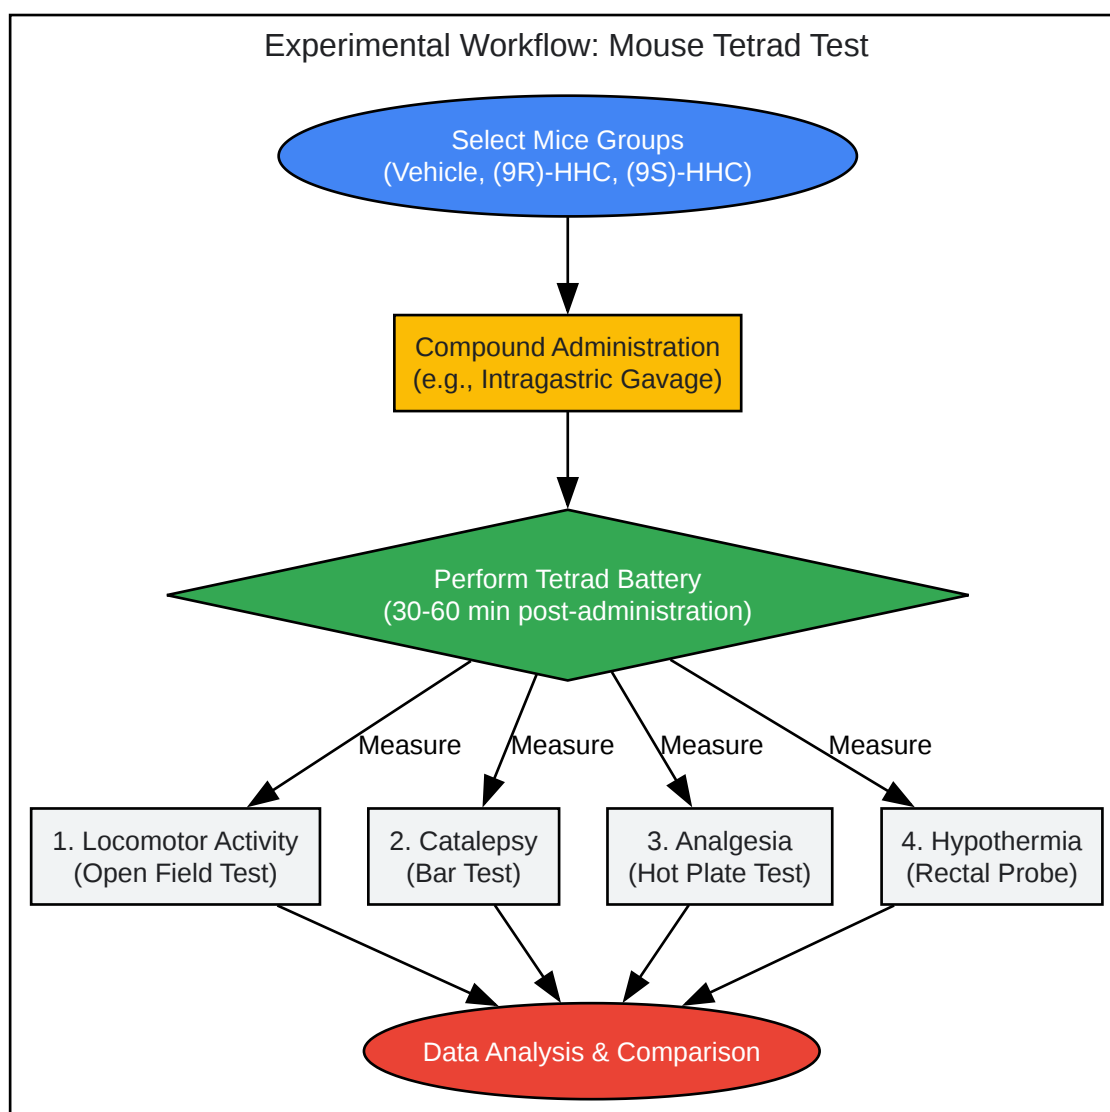 Experimental Workflow: Mouse Tetrad Test
Select Mice Groups
(Vehicle, (9R)-HHC, (9S)-HHC)
Compound Administration
(e.g., Intragastric Gavage)
Perform Tetrad Battery
(30-60 min post-administration)
Measure
Measure
Measure
Measure
1. Locomotor Activity
(Open Field Test)
2. Catalepsy
(Bar Test)
3. Analgesia
(Hot Plate Test)
4. Hypothermia
(Rectal Probe)
Data Analysis & Comparison